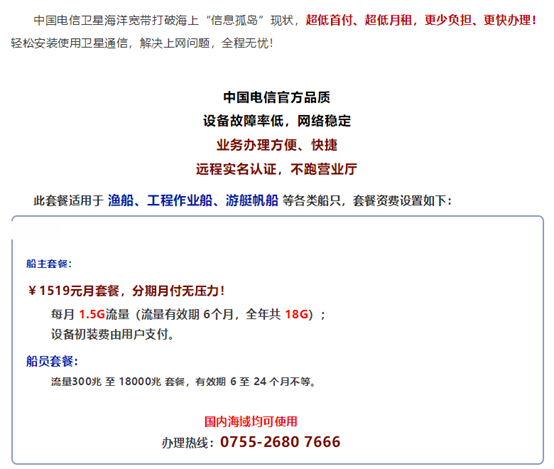 中国电信卫星海洋宽带打破海上“信息孤岛”现状，超低首付、超低月租，更少负担、更快办理！
轻松安装使用卫星通信，解决上网问题，全程无忧！
中国电信官方品质
设备故障率低，网络稳定
业务办理方便、快捷
远程实名认证，不跑营业厅
此套餐适用于 渔船、工程作业船、游艇帆船 等各类船只，套餐资费设置如下：
船主套餐：
￥1519元月套餐，分期月付无压力！
每月 1.5G流量（流量有效期 6个月，全年共 18G）；
设备初装费由用户支付。
船员套餐；
流量300兆 至 18000兆 套餐，有效期 6 至 24 个月不等。
国内海域均可使用
办理热线：0755-2680 7666